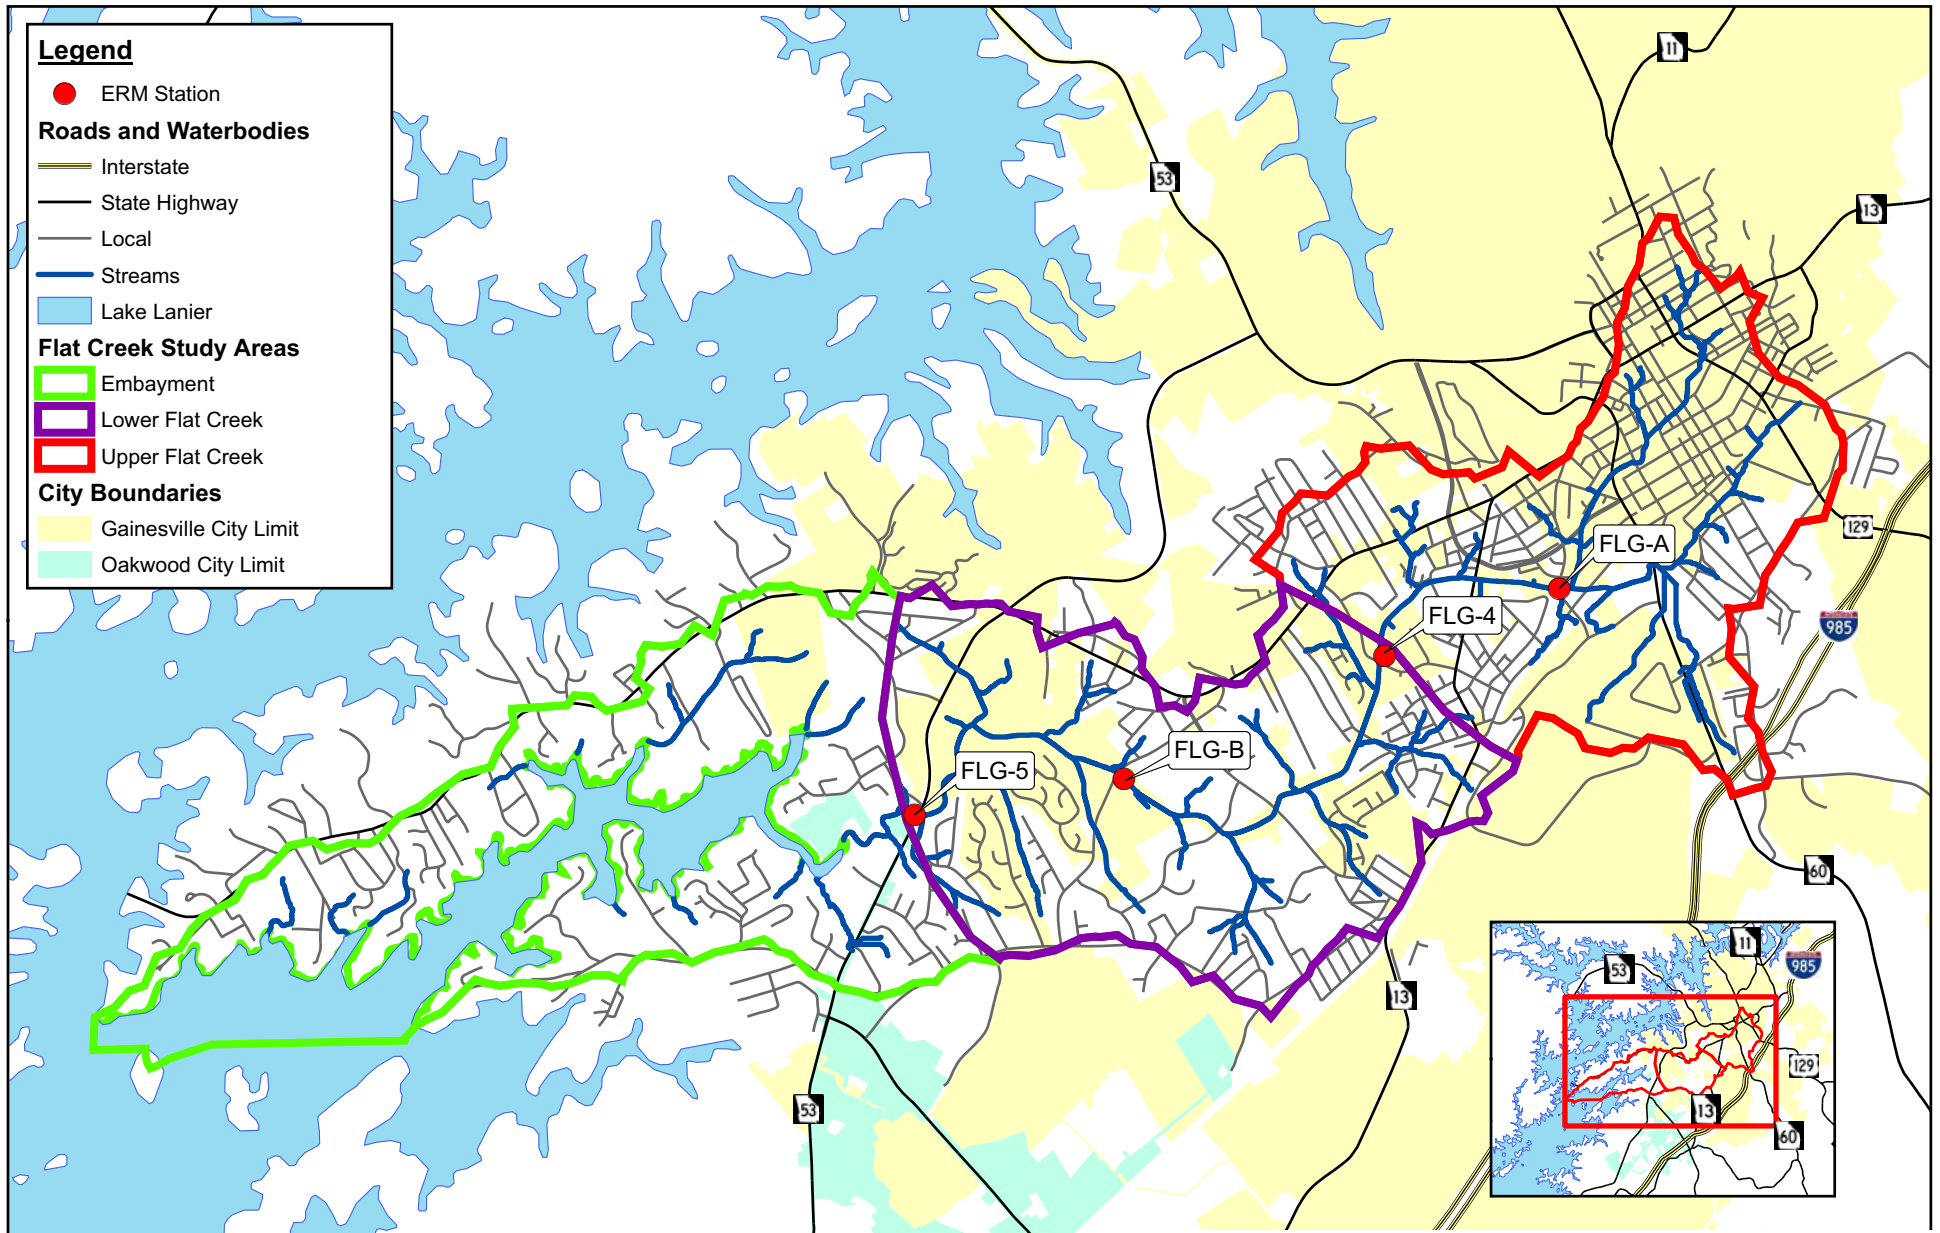 Legend
ERM Station
Roads and Waterbodies
Interstate
State Highway
Local
Streams
Lake Lanier
Flat Creek Study Areas
Embayment
Lower Flat Creek
Upper Flat Creek
City Boundaries
Gainesville City Limit
Oakwood City Limit
11
53
13
129
FLG-A
FLG-4
985
FLG-B
FLG-5
60
13
53
11
53
985
129
13
60